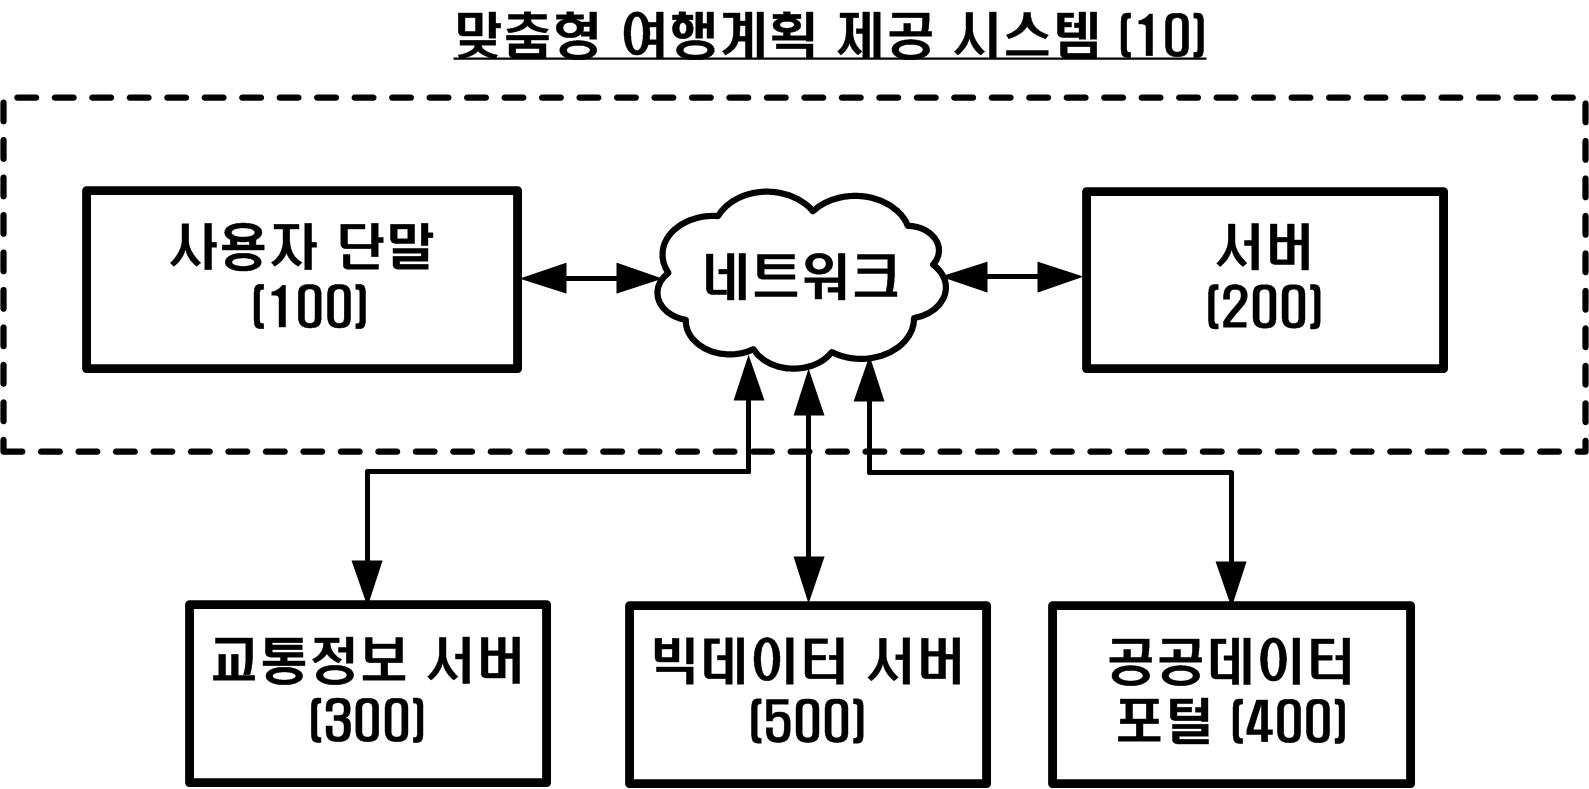 맞춤형 여행계획 제공 시스템 (10)
사용자 단말
(100)
네트워크
서버
(200)
교통정보 서버
(300)
빅데이터 서버
(500)
공공데이터
포털 (400)